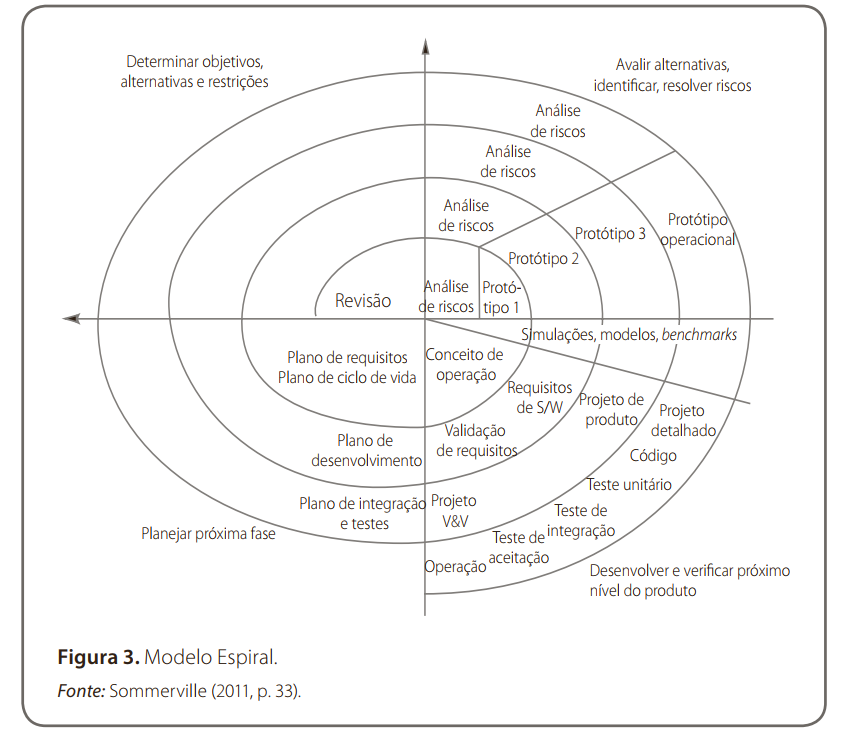 Determinar objetivos,
alternativas e restrições
Avalir alternativas,
identificar, resolver riscos
Análise
de riscos
Análise
de riscos
Análise
de riscos
Protótipo
operacional
Protótipo 3
Protótipo 2
Revisão
Análise
de riscos
Protó-
tipo 1
Simulações, modelos, benchmarks
Plano de requisitos
Plano de ciclo de vida
Conceito de
operação
Requisitos
de S/W
Projeto de
produto
Projeto
detalhado
Plano de
desenvolvimento
Validação
de requisitos
Código
Teste unitário
Plano de integração
e testes
Projeto
V&V
Teste de
integração
Teste de
aceitação
Operação
Planejar próxima fase
Desenvolver e verificar próximo
nível do produto
Figura 3. Modelo Espiral.
Fonte: Sommerville (2011, p. 33).